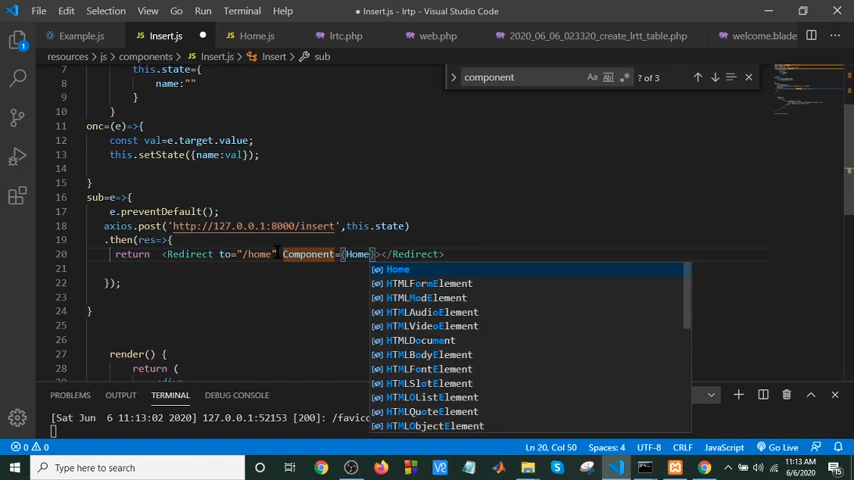 File Edit Selection View Go Run Terminal Help
• Insert.js - lrtp - Visual Studio Code
Example.js Insert.js Home.js lrtc.php web.php 2020_06_06_023320_create_lrtt_table.php welcome.blade
resources > js > components > Insert.js > Insert > sub
component Aa ? of 3
7 this.state={
8 name:""
9 }
10 }
11 onc=(e)=>{
12 const val=e.target.value;
13 this.setState({name:val});
14
15 }
16 sub=e=>{
17 e.preventDefault();
18 axios.post('http://127.0.0.1:8000/insert',this.state)
19 .then(res=>{
20 return <Redirect to="/home" Component={Home}></Redirect>
21
22 });
23
24 }
25
26
27 render() {
28 return (
<div
Home
HTMLFormElement
HTMLModElement
HTMLAudioElement
HTMLVideoElement
HTMLDocument
HTMLBodyElement
HTMLFontElement
HTMLSlotElement
HTMLOListElement
HTMLQuoteElement
HTMLObjectElement
PROBLEMS OUTPUT TERMINAL DEBUG CONSOLE
[Sat Jun 6 11:13:02 2020] 127.0.0.1:52153 [200]: /favic
0 0 Ln 20, Col 50 Spaces: 4 UTF-8 CRLF JavaScript Go Live
Type here to search
11:13 AM
6/6/2020
15